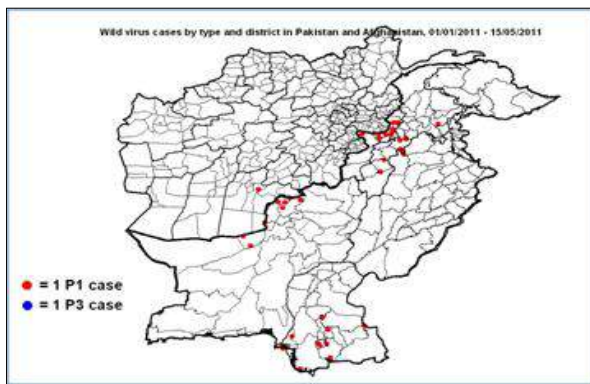 Wild virus cases by type and district in Pakistan and Afghanistan, 01/01/2011 - 15/05/2011
= 1 P1 case
= 1 P3 case